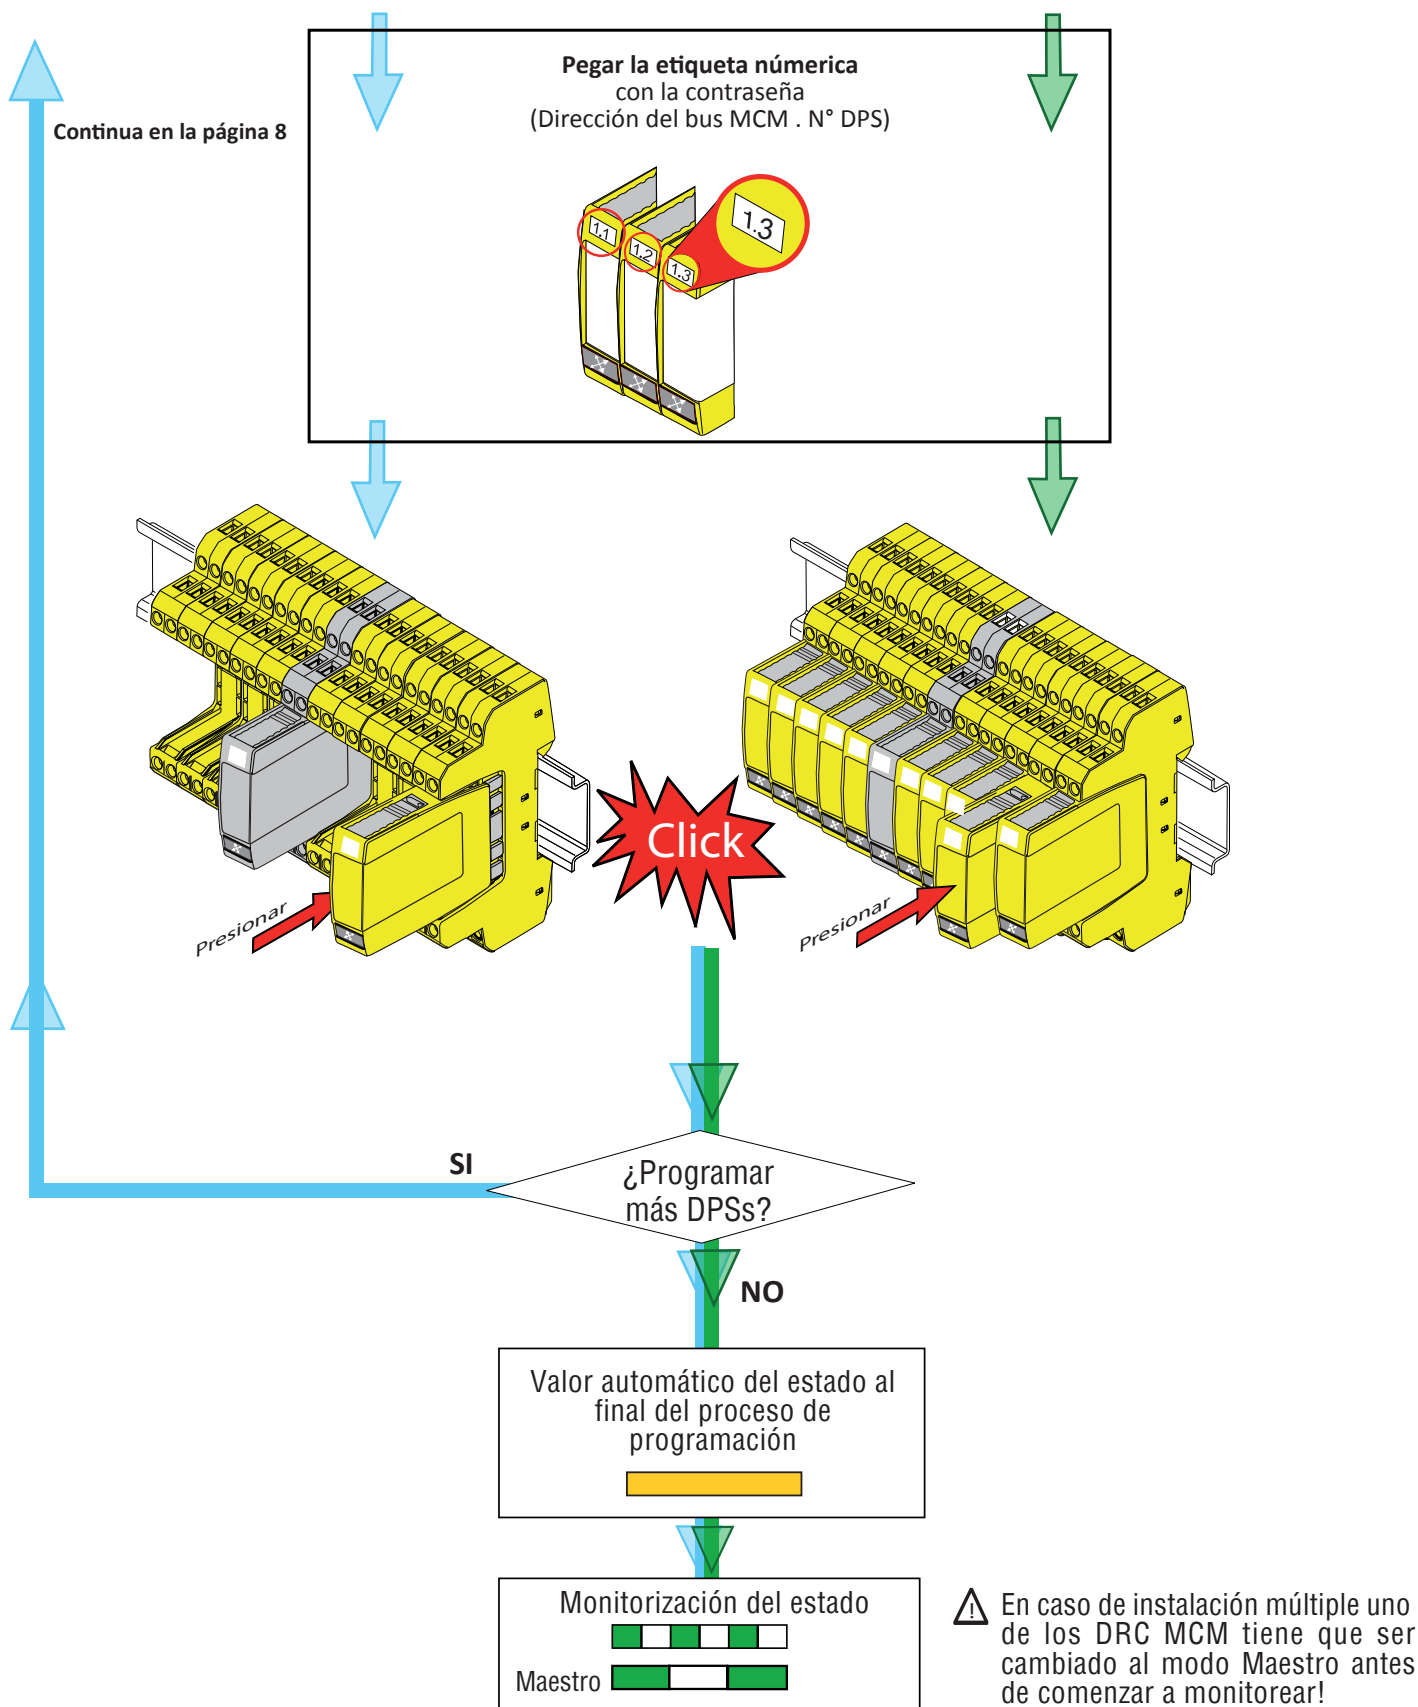 Pegar la etiqueta númerica
con la contraseña
(Dirección del bus MCM . N° DPS)
Continua en la página 8
1.1
1.2
1.3
1.3
Click
Presionar
Presionar
SI
¿Programar
más DPSs?
NO
Valor automático del estado al
final del proceso de
programación
Monitorización del estado
Maestro
En caso de instalación múltiple uno
de los DRC MCM tiene que ser
cambiado al modo Maestro antes
de comenzar a monitorear!